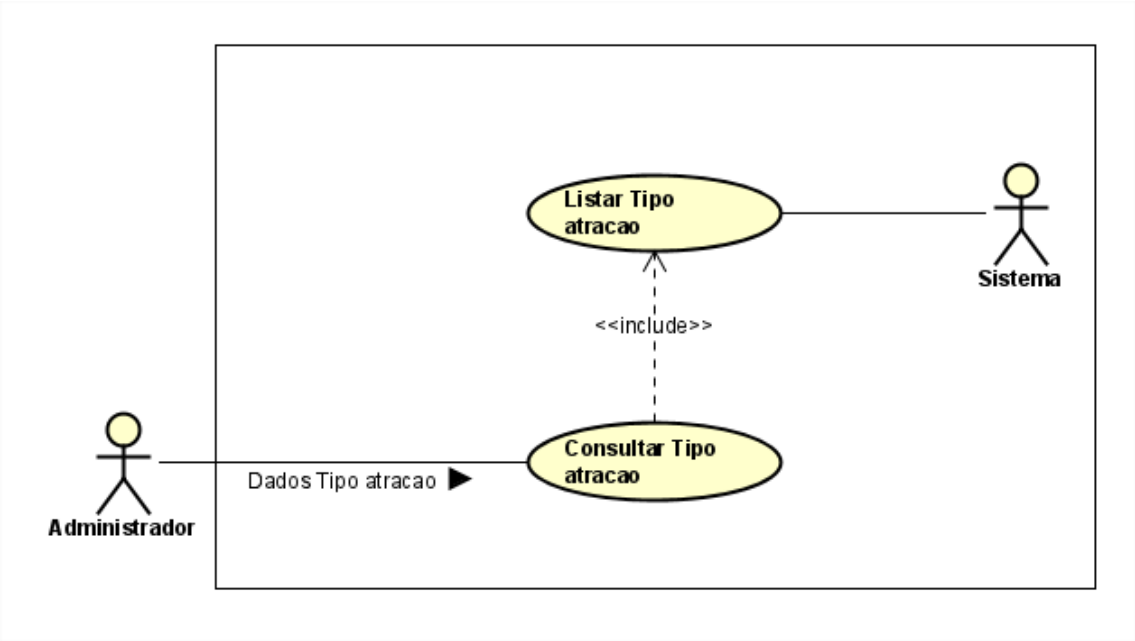 Listar Tipo
atracao
Sistema
<<include>>
Consultar Tipo
atracao
Dados Tipo atracao
Administrador